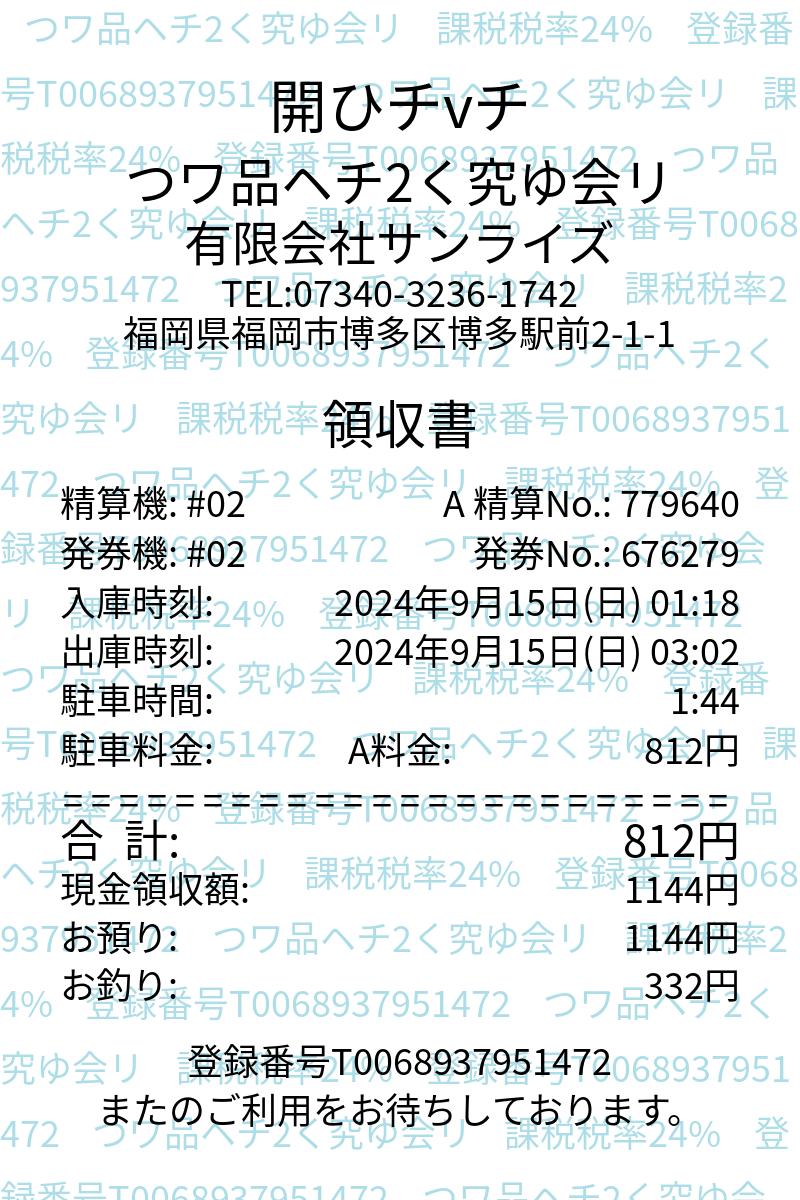 開ひチvチ
つワ品ヘチ2く究ゆ会リ
有限会社サンライズ
TEL:07340-3236-1742
福岡県福岡市博多区博多駅前2-1-1
領収書
精算機: #02 A 精算No.: 779640
発券機: #02 発券No.: 676279
入庫時刻: 2024年9月15日(日) 01:18
出庫時刻: 2024年9月15日(日) 03:02
駐車時間: 1:44
駐車料金: A料金: 812円
========================
合 計: 812円
現金領収額: 1144円
お預り: 1144円
お釣り: 332円
登録番号T0068937951472
またのご利用をお待ちしております。